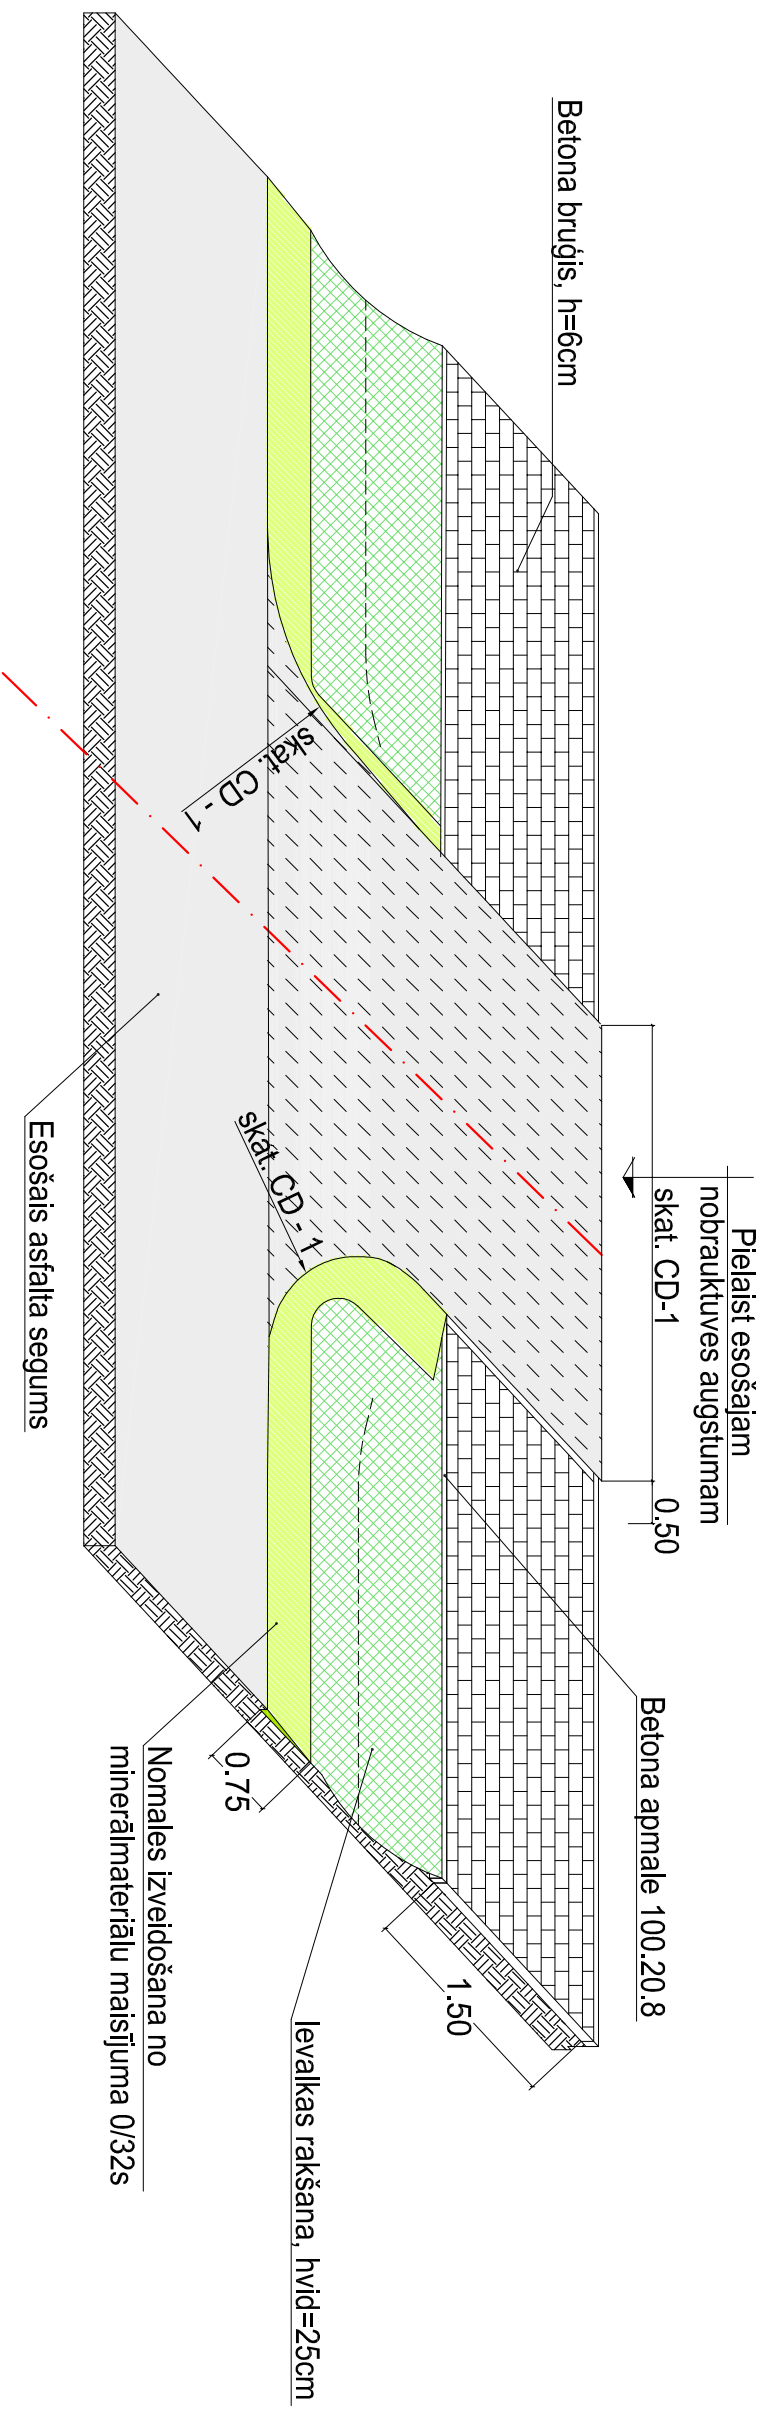 Betona bruģis, h=6cm
Pielaist esošajam
nobrauktuves augstumam
skat. CD-1
0.50
Betona apmale 100.20.8
skat. CD - 1
skat. CD - 1
1.50
0.75
Esošais asfalta segums
Nomales izveidošana no
minerālmateriālu maisījuma 0/32s
Ievalkas rakšana, hvid=25cm